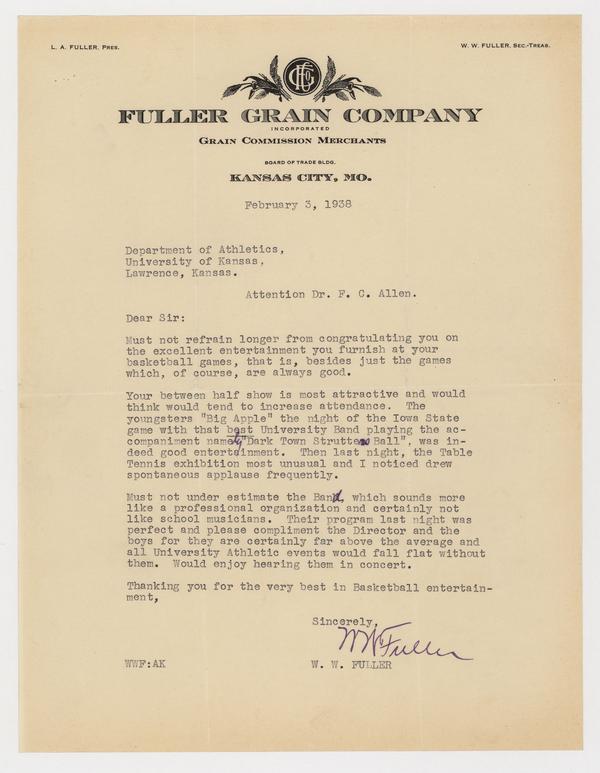 L. A. FULLER, PRES.
W. W. FULLER, SEC.-TREAS.
FULLER GRAIN COMPANY
INCORPORATED
GRAIN COMMISSION MERCHANTS
BOARD OF TRADE BLDG.
KANSAS CITY, MO.
February 3, 1938
Department of Athletics,
University of Kansas,
Lawrence, Kansas.
Attention Dr. F. C. Allen.
Dear Sir:
Must not refrain longer from congratulating you on
the excellent entertainment you furnish at your
basketball games, that is, besides just the games
which, of course, are always good.
Your between half show is most attractive and would
think would tend to increase attendance. The
youngsters "Big Apple" the night of the Iowa State
game with that best University Band playing the ac-
companiment namely "Dark Town Strutters Ball", was in-
deed good entertainment. Then last night, the Table
Tennis exhibition most unusual and I noticed drew
spontaneous applause frequently.
Must not under estimate the Band, which sounds more
like a professional organization and certainly not
like school musicians. Their program last night was
perfect and please compliment the Director and the
boys for they are certainly far above the average and
all University Athletic events would fall flat without
them. Would enjoy hearing them in concert.
Thanking you for the very best in Basketball entertain-
ment,
Sincerely,
WW Fuller
WWF:AK
W. W. FULLER